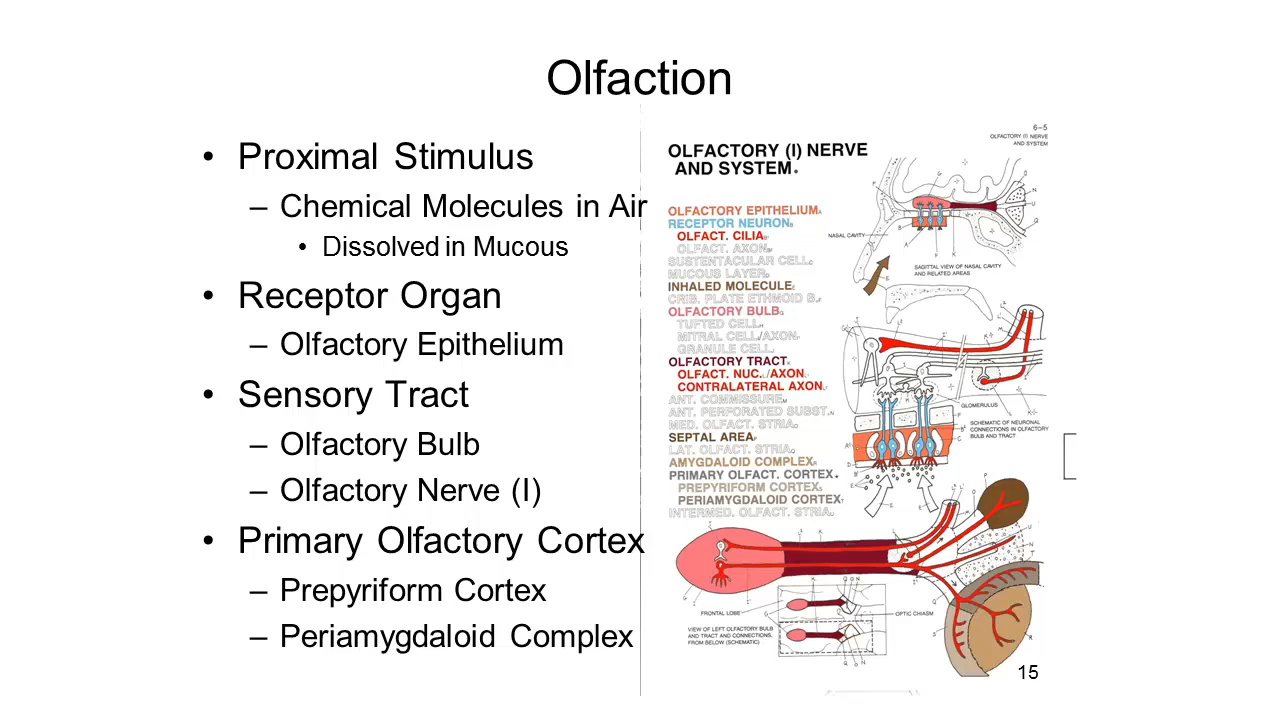 Olfaction
• Proximal Stimulus
– Chemical Molecules in Air
• Dissolved in Mucous
• Receptor Organ
– Olfactory Epithelium
• Sensory Tract
– Olfactory Bulb
– Olfactory Nerve (I)
• Primary Olfactory Cortex
– Prepyriform Cortex
– Periamygdaloid Complex
6–5
OLFACTORY (I) NERVE
AND SYSTEM
OLFACTORY (I) NERVE
AND SYSTEM
OLFACTORY EPITHELIUM
RECEPTOR NEURON
OLFACT. CILIA
OLFACT. AXON
SUSTENTACULAR CELL
MUCOUS LAYER
INHALED MOLECULE
CRIB. PLATE ETHMOID B.
OLFACTORY BULB
TUFTED CELL
MITRAL CELL/AXON
GRANULE CELL
OLFACTORY TRACT
OLFACT. NUC./AXON
CONTRALATERAL AXON
ANT. COMMISSURE
ANT. PERFORATED SUBST.
MED. OLFACT. STRIA
SEPTAL AREA
LAT. OLFACT. STRIA
AMYGDALOID COMPLEX
PRIMARY OLFACT. CORTEX
PREPYRIFORM CORTEX
PERIAMYGDALOID CORTEX
INTERMED. OLFACT. STRIA
NASAL CAVITY
SAGITTAL VIEW OF NASAL CAVITY
AND RELATED AREAS
GLOMERULUS
SCHEMATIC OF NEURONAL
CONNECTIONS IN OLFACTORY
BULB AND TRACT
FRONTAL LOBE
OPTIC CHIASM
VIEW OF LEFT OLFACTORY BULB
AND TRACT AND CONNECTIONS,
FROM BELOW (SCHEMATIC)
15